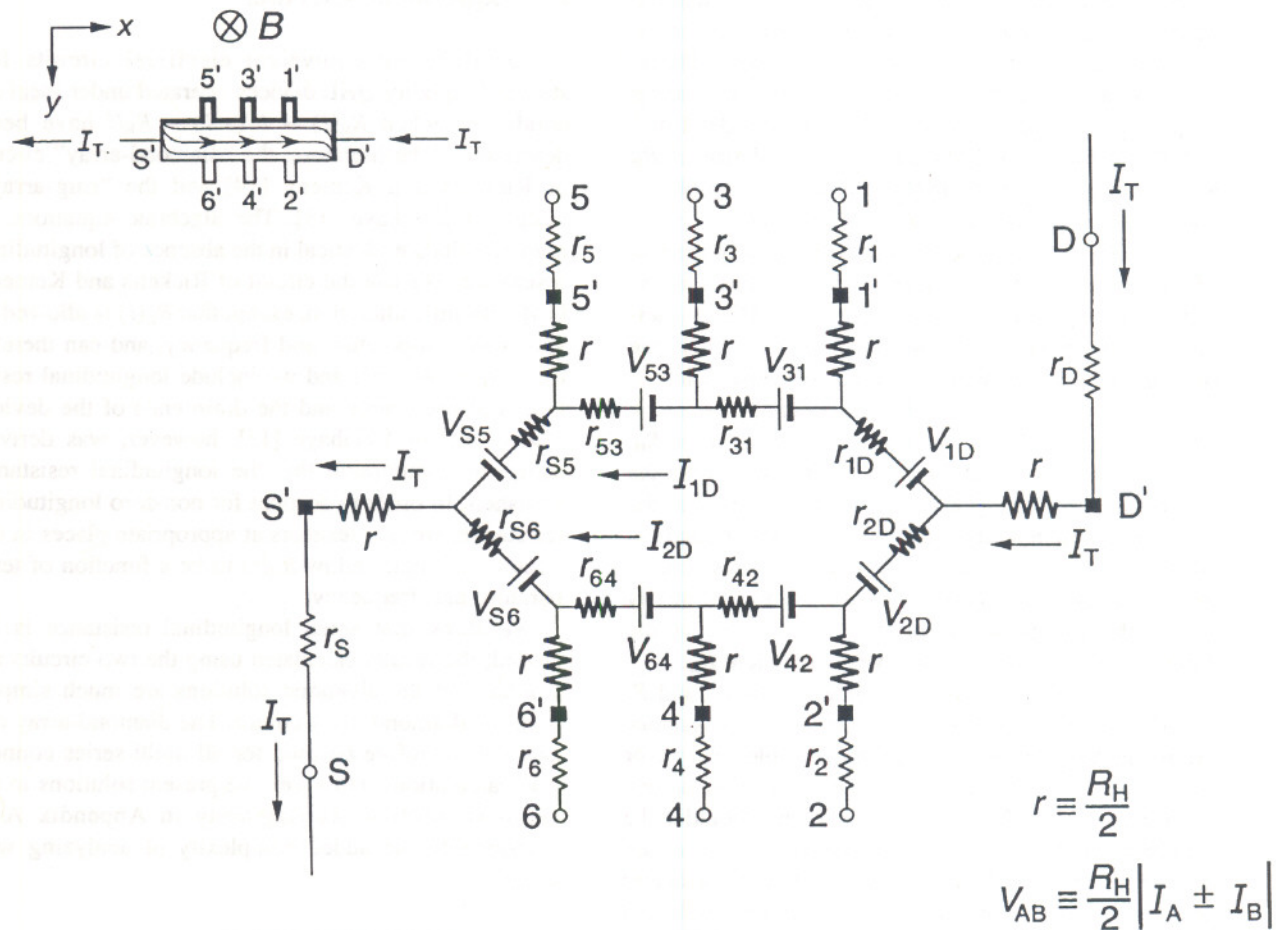 x
B
y
5' 3' 1'
I_T
S'
D'
I_T
6 4' 2'
5 3 1
I_T
r_5 r_3 r_1
D
5' 3' 1'
r r r
V_53 V_31
r_D
V_S5
r_53 r_31
V_1D
r_S5
r_1D
I_T
I_1D
r
S'
D'
r
r_S6
I_2D
r_2D
I_T
r_64 r_42
V_S6
V_2D
r_S
r V_64 r V_42 r
6' 4' 2'
I_T
r_6 r_4 r_2
S
6 4 2
r ≡ R_H/2
V_AB ≡ R_H/2 |I_A ± I_B|